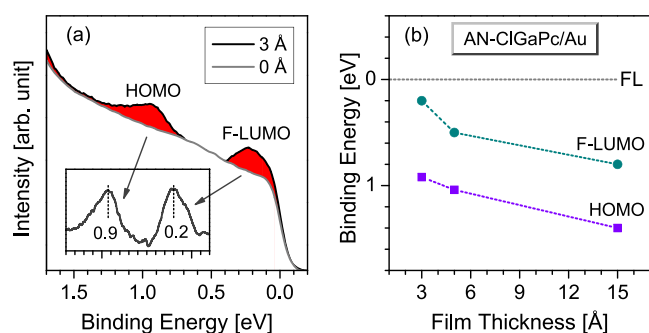 (a)
3 Å
0 Å
HOMO
F-LUMO
0.9
0.2
Intensity [arb. unit]
1.5
1.0
0.5
0.0
Binding Energy [eV]
(b)
AN-ClGaPc/Au
0
FL
F-LUMO
1
HOMO
Binding Energy [eV]
3
6
9
12
15
Film Thickness [Å]